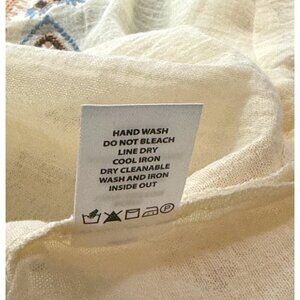 HAND WASH
DO NOT BLEACH
LINE DRY
COOL IRON
DRY CLEANABLE
WASH AND IRON
INSIDE OUT